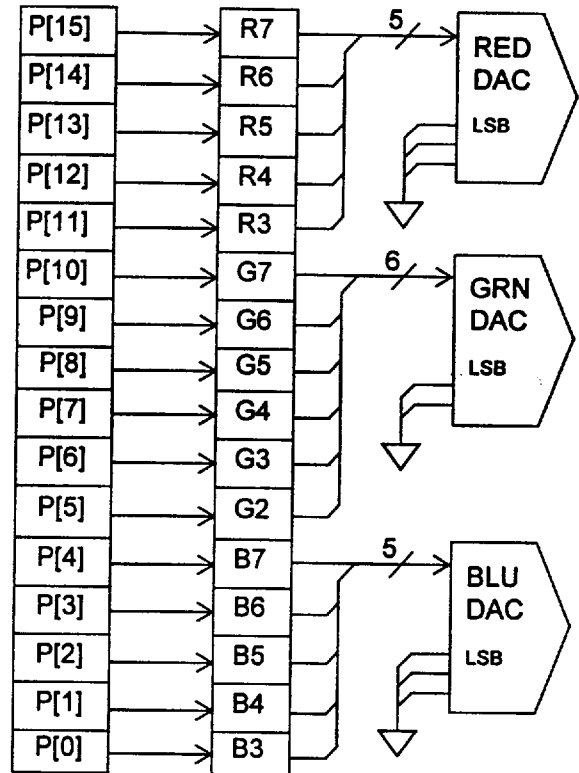 P[15] R7 5 RED
DAC
P[14] R6
P[13] R5 LSB
P[12] R4
P[11] R3
P[10] G7 6 GRN
DAC
P[9] G6
P[8] G5 LSB
P[7] G4
P[6] G3
P[5] G2
P[4] B7 5 BLU
DAC
P[3] B6
P[2] B5 LSB
P[1] B4
P[0] B3